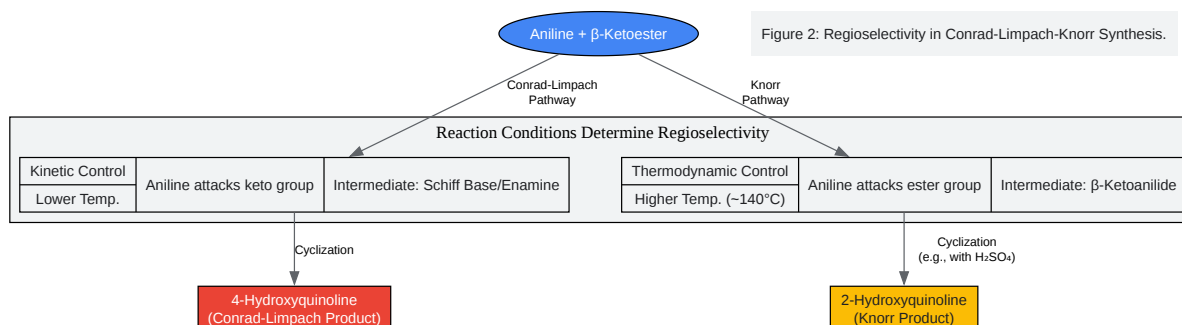 Aniline + β-Ketoester
Figure 2: Regioselectivity in Conrad-Limpach-Knorr Synthesis.
Conrad-Limpach
Pathway
Knorr
Pathway
Reaction Conditions Determine Regioselectivity
Kinetic Control
Lower Temp.
Aniline attacks keto group
Intermediate: Schiff Base/Enamine
Thermodynamic Control
Higher Temp. (~140°C)
Aniline attacks ester group
Intermediate: β-Ketoanilide
Cyclization
Cyclization
(e.g., with H₂SO₄)
4-Hydroxyquinoline
(Conrad-Limpach Product)
2-Hydroxyquinoline
(Knorr Product)